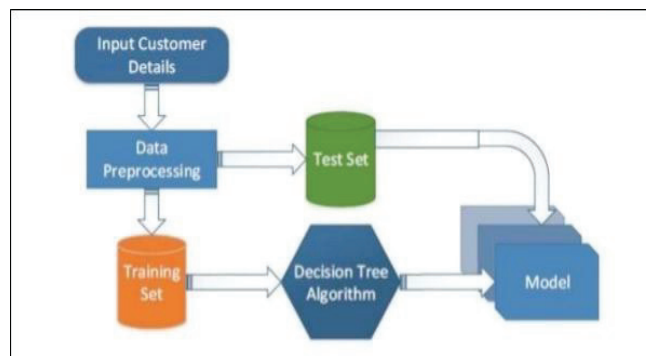 Input Customer
Details
Data
Preprocessing
Test Set
Training
Set
Decision Tree
Algorithm
Model